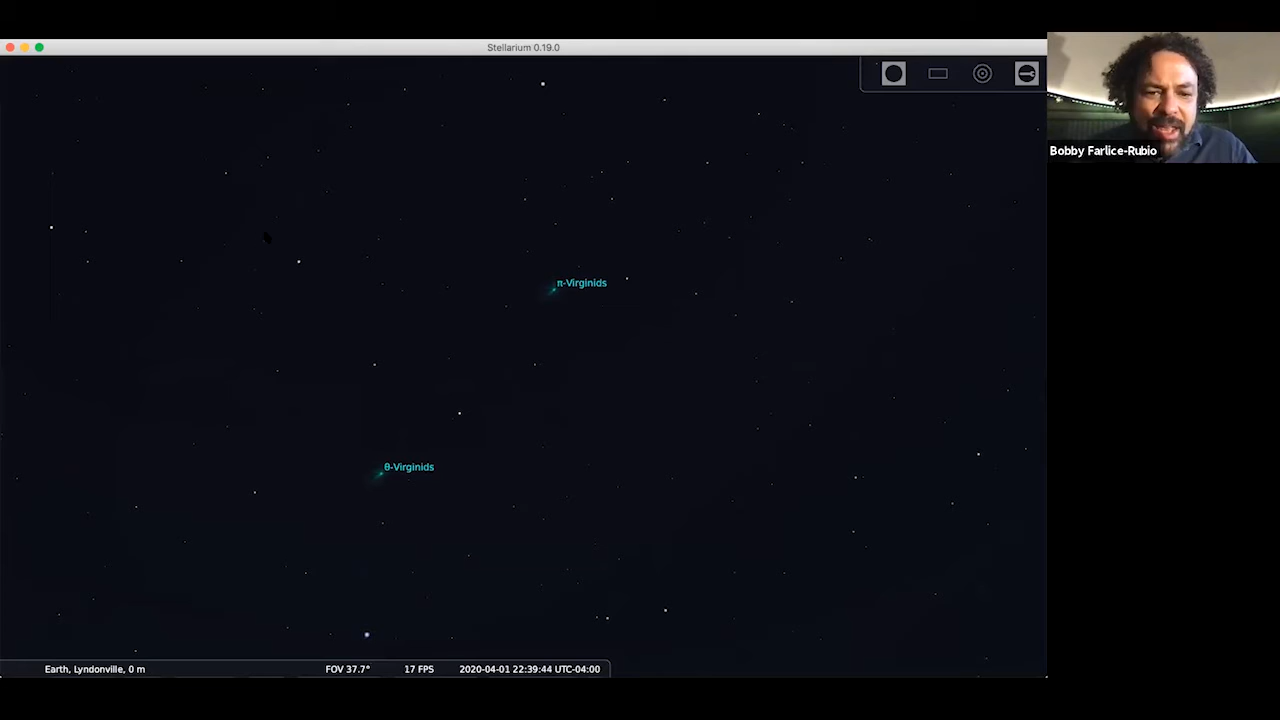 Stellarium 0.19.0
Bobby Farlice-Rubio
π-Virginids
θ-Virginids
Earth, Lyndonville, 0 m
FOV 37.7°
17 FPS
2020-04-01 22:39:44 UTC-04:00